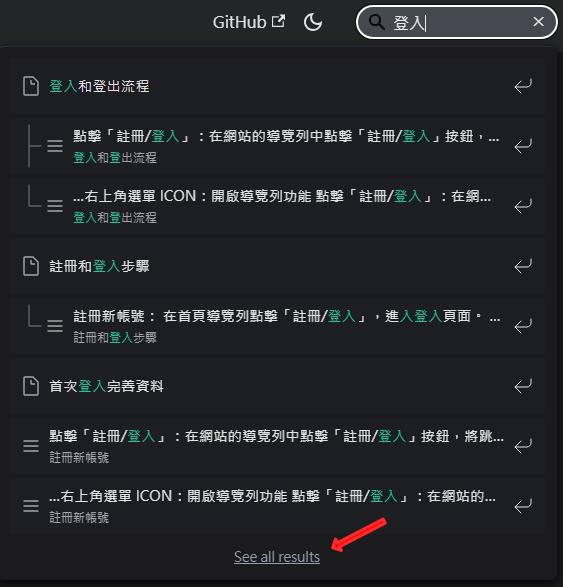 GitHub
登入
登入和登出流程
點擊「註冊/登入」：在網站的導覽列中點擊「註冊/登入」按鈕，...
登入和登出流程
...右上角選單 ICON：開啟導覽列功能 點擊「註冊/登入」：在網...
登入和登出流程
註冊和登入步驟
註冊新帳號： 在首頁導覽列點擊「註冊/登入」，進入登入頁面。 ...
註冊和登入步驟
首次登入完善資料
點擊「註冊/登入」：在網站的導覽列中點擊「註冊/登入」按鈕，將跳...
註冊新帳號
...右上角選單 ICON：開啟導覽列功能 點擊「註冊/登入」：在網站的...
註冊新帳號
See all results